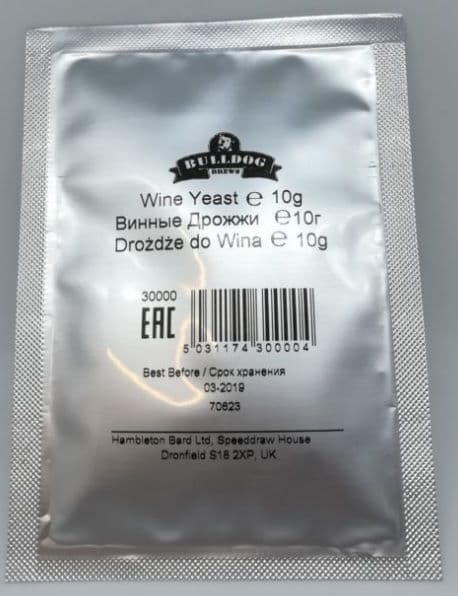 BULLDOG
BREWS
Wine Yeast ℮ 10g
Винные Дрожжи ℮10г
Drożdże do Wina ℮ 10g
30000
EAC
5 031174 300004
Best Before / Срок хранения
03-2019
70623
Hambleton Bard Ltd, Speeddraw House
Dronfield S18 2XP, UK